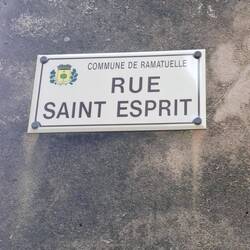 COMMUNE DE RAMATUELLE
RUE
SAINT ESPRIT